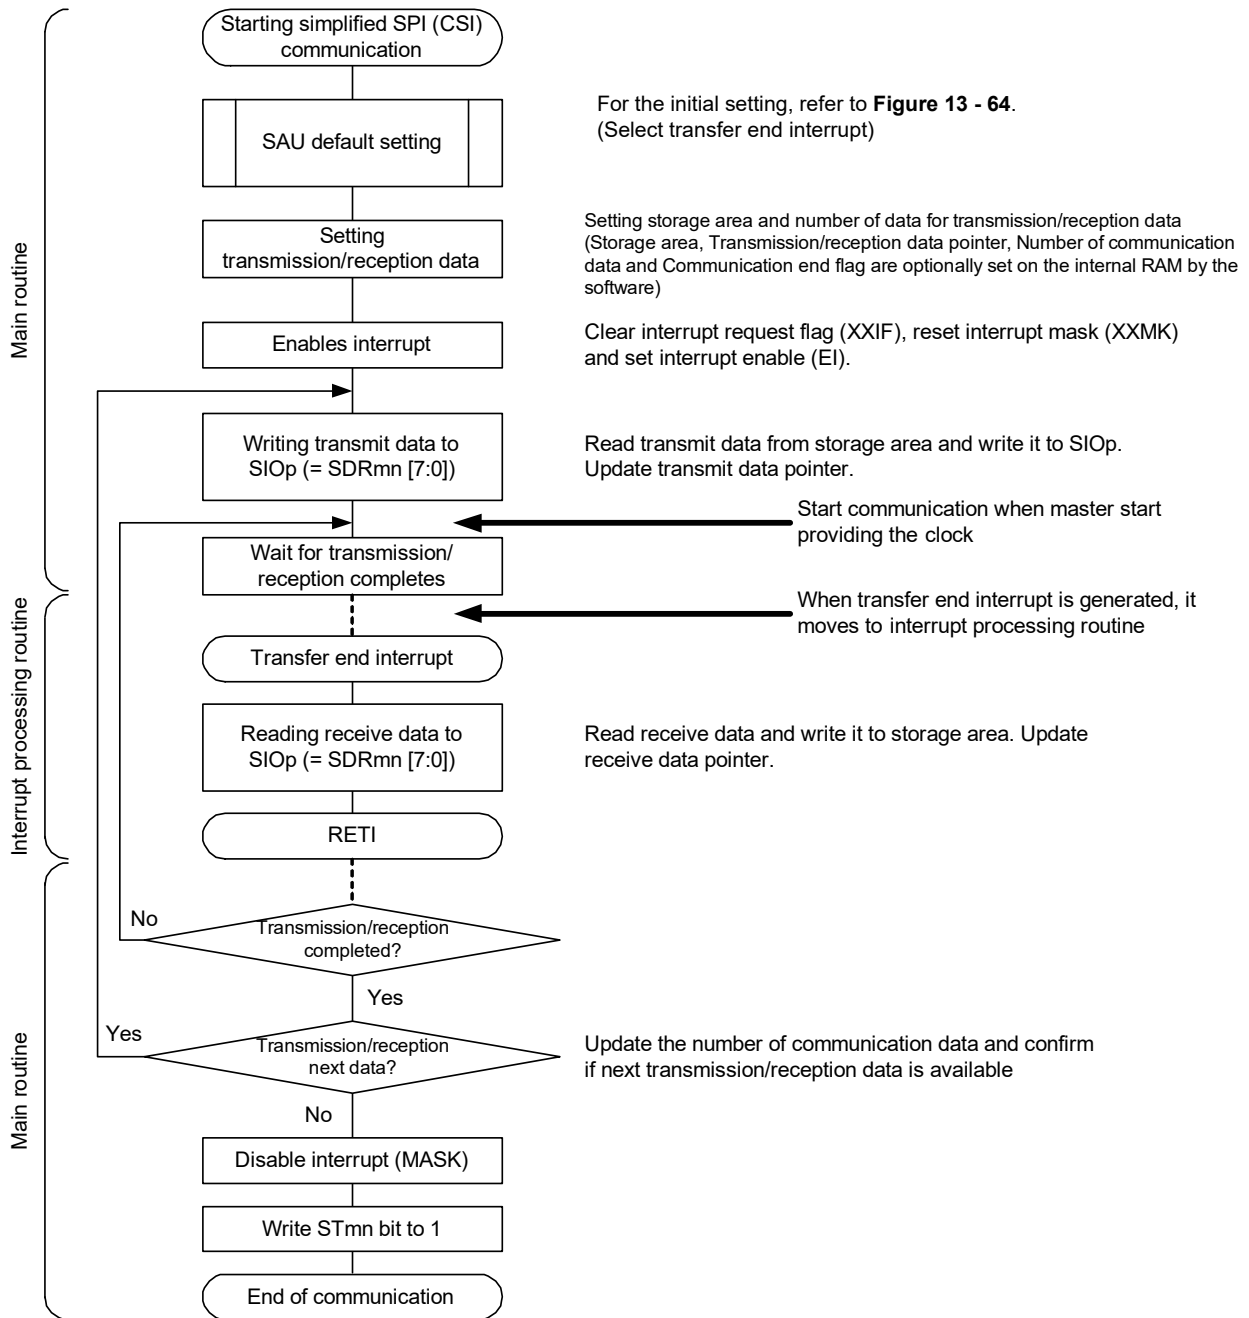 Starting simplified SPI (CSI)
communication
For the initial setting, refer to Figure 13 - 64.
(Select transfer end interrupt)
SAU default setting
Setting storage area and number of data for transmission/reception data
(Storage area, Transmission/reception data pointer, Number of communication
data and Communication end flag are optionally set on the internal RAM by the
software)
Setting
transmission/reception data
Main routine
Enables interrupt
Clear interrupt request flag (XXIF), reset interrupt mask (XXMK)
and set interrupt enable (EI).
Writing transmit data to
SIOp (= SDRmn [7:0])
Read transmit data from storage area and write it to SIOp.
Update transmit data pointer.
Start communication when master start
providing the clock
Wait for transmission/
reception completes
When transfer end interrupt is generated, it
moves to interrupt processing routine
Transfer end interrupt
Interrupt processing routine
Reading receive data to
SIOp (= SDRmn [7:0])
Read receive data and write it to storage area. Update
receive data pointer.
RETI
No
Transmission/reception
completed?
Yes
Yes
Transmission/reception
next data?
Update the number of communication data and confirm
if next transmission/reception data is available
Main routine
No
Disable interrupt (MASK)
Write STmn bit to 1
End of communication